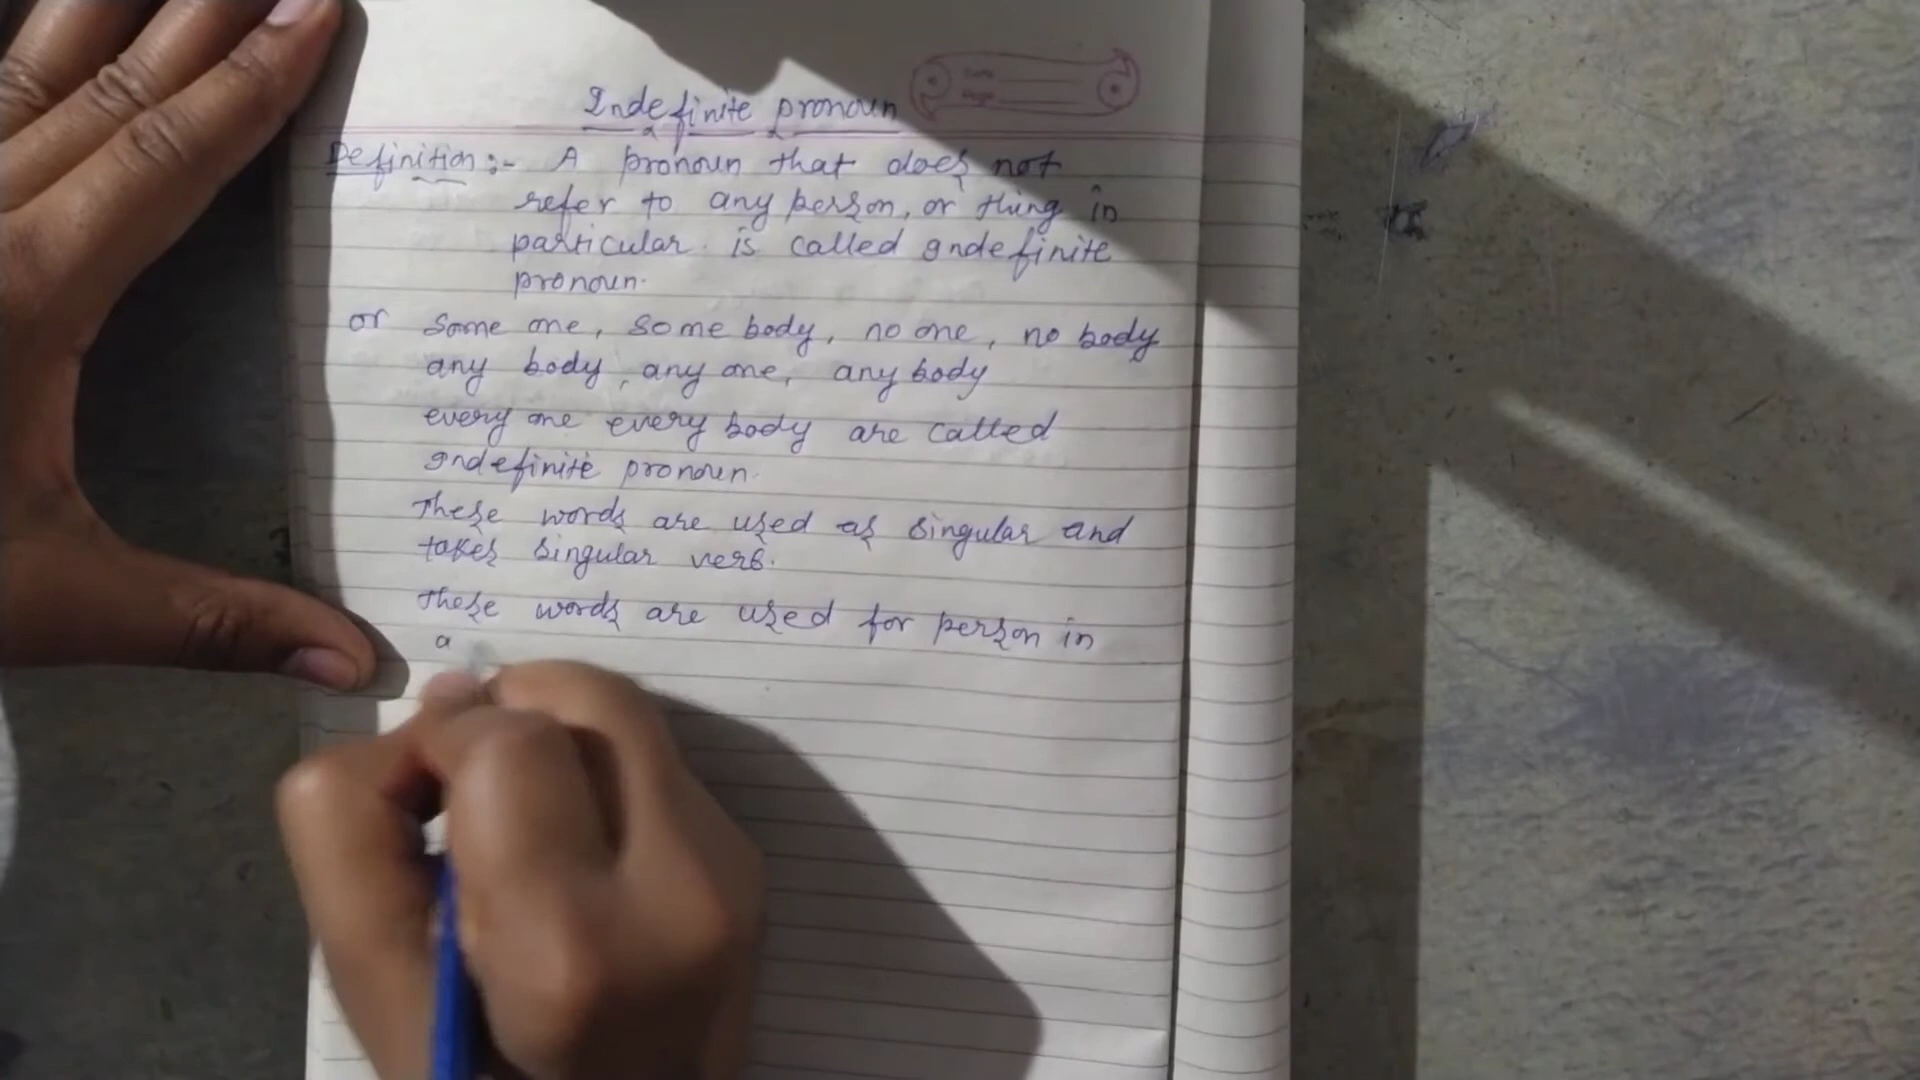 Indefinite pronoun
Date
Page
Definition :- A pronoun that does not
refer to any person, or thing in
particular is called indefinite
pronoun.
or some one, some body, no one, no body
any body, any one, any body
every one every body are called
indefinite pronoun.
These words are used as singular and
takes singular verb.
These words are used for person in
a